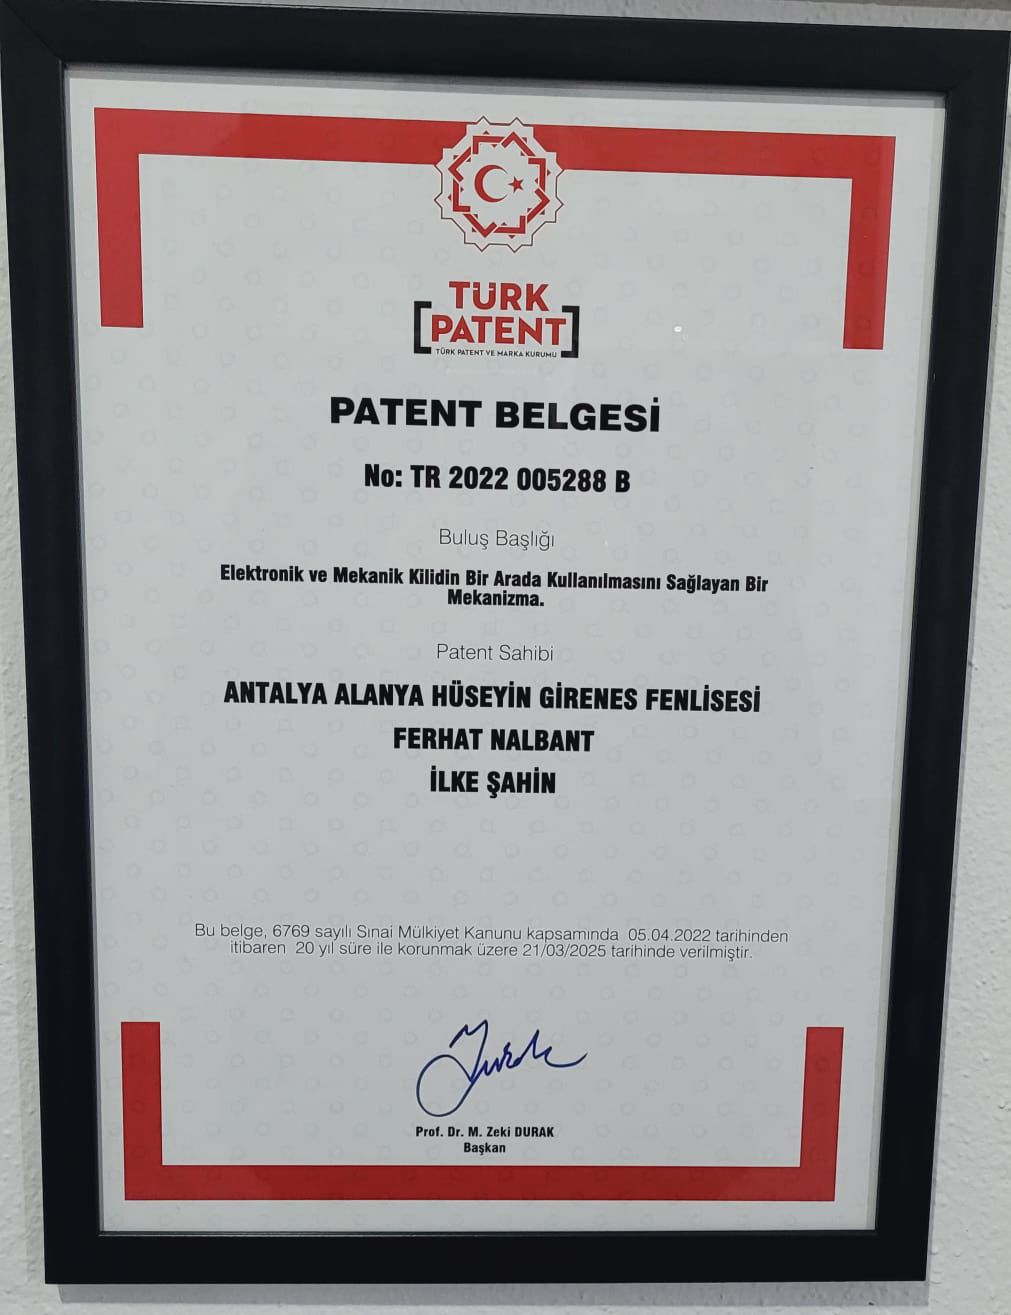 TÜRK
PATENT
TÜRK PATENT VE MARKA KURUMU
PATENT BELGESİ
No: TR 2022 005288 B
Buluş Başlığı
Elektronik ve Mekanik Kilidin Bir Arada Kullanılmasını Sağlayan Bir
Mekanizma.
Patent Sahibi
ANTALYA ALANYA HÜSEYİN GİRENES FENLİSESİ
FERHAT NALBANT
İLKE ŞAHİN
Bu belge, 6769 sayılı Sınai Mülkiyet Kanunu kapsamında 05.04.2022 tarihinden
itibaren 20 yıl süre ile korunmak üzere 21/03/2025 tarihinde verilmiştir.
Prof. Dr. M. Zeki DURAK
Başkan